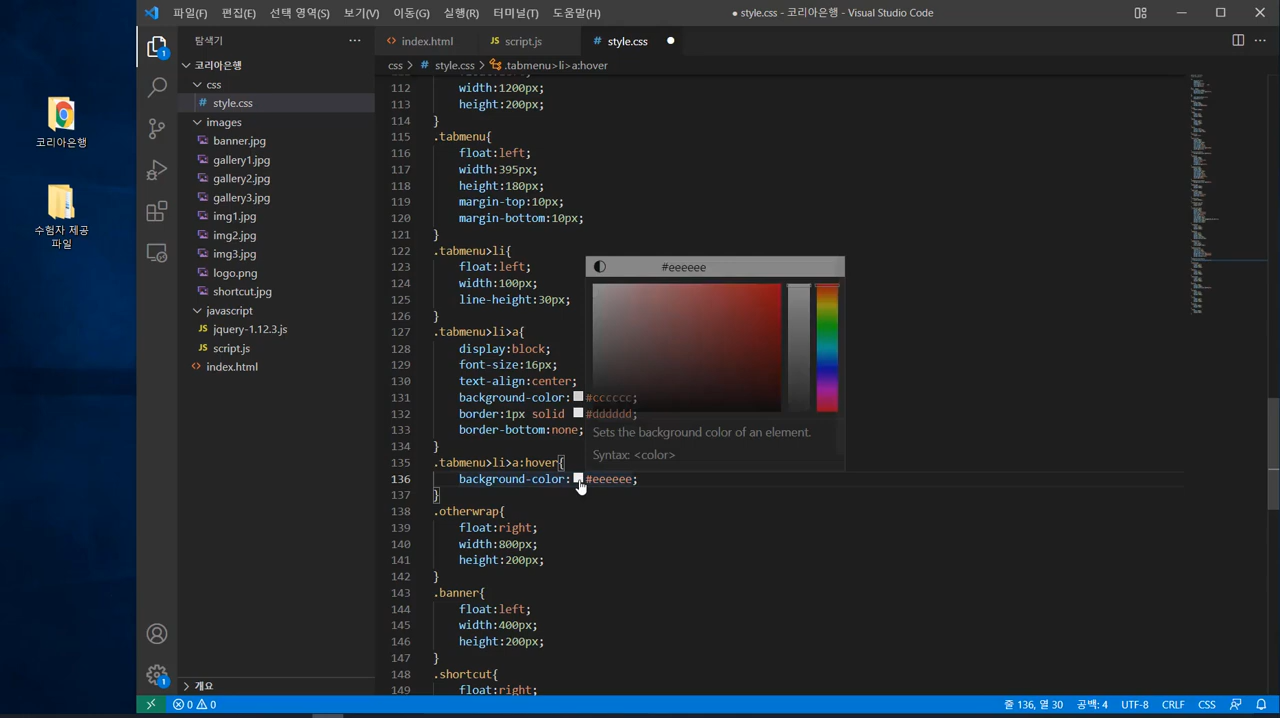 파일(F) 편집(E) 선택 영역(S) 보기(V) 이동(G) 실행(R) 터미널(T) 도움말(H) ● style.css - 코리아은행 - Visual Studio Code
탐색기 ···
<> index.html JS script.js # style.css ●
css > # style.css > .tabmenu>li>a:hover
코리아은행
css
# style.css
images
banner.jpg
gallery1.jpg
gallery2.jpg
gallery3.jpg
img1.jpg
img2.jpg
img3.jpg
logo.png
shortcut.jpg
javascript
JS jquery-1.12.3.js
JS script.js
<> index.html
개요
코리아은행
수험자 제공
파일
1
1
112 width:1200px;
113 height:200px;
114 }
115 .tabmenu{
116 float:left;
117 width:395px;
118 height:180px;
119 margin-top:10px;
120 margin-bottom:10px;
121 }
122 .tabmenu>li{
123 float:left;
124 width:100px;
125 line-height:30px;
126 }
127 .tabmenu>li>a{
128 display:block;
129 font-size:16px;
130 text-align:center;
131 background-color: #cccccc;
132 border:1px solid #dddddd;
133 border-bottom:none;
134 }
135 .tabmenu>li>a:hover{
136 background-color: #eeeeee;
137 }
138 .otherwrap{
139 float:right;
140 width:800px;
141 height:200px;
142 }
143 .banner{
144 float:left;
145 width:400px;
146 height:200px;
147 }
148 .shortcut{
149 float:right;
#eeeeee
Sets the background color of an element.
Syntax: <color>
0 0 줄 136, 열 30 공백: 4 UTF-8 CRLF CSS